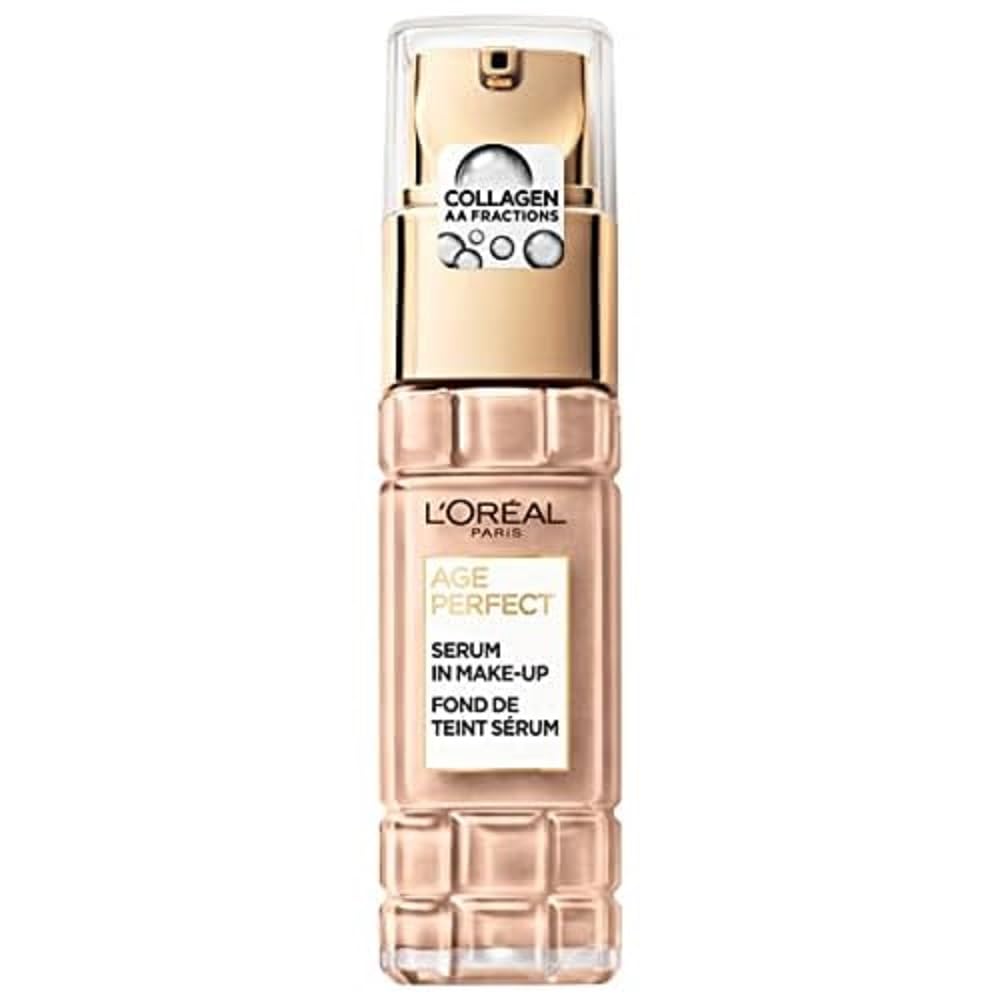 COLLAGEN
AA FRACTIONS
L'ORÉAL
PARIS
AGE
PERFECT
SERUM
IN MAKE-UP
FOND DE
TEINT SÉRUM